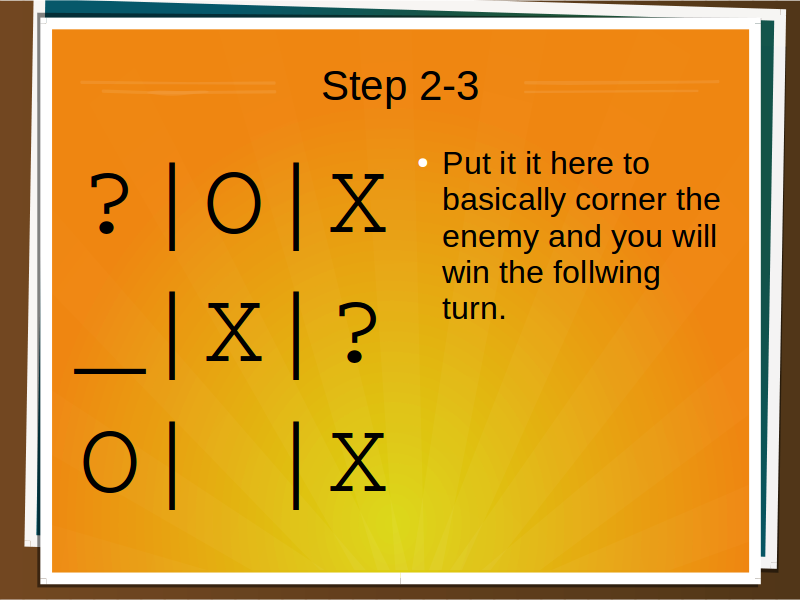 Step 2-3
? | O | X
_ | X | ?
O |   | X
• Put it it here to
basically corner the
enemy and you will
win the follwing
turn.